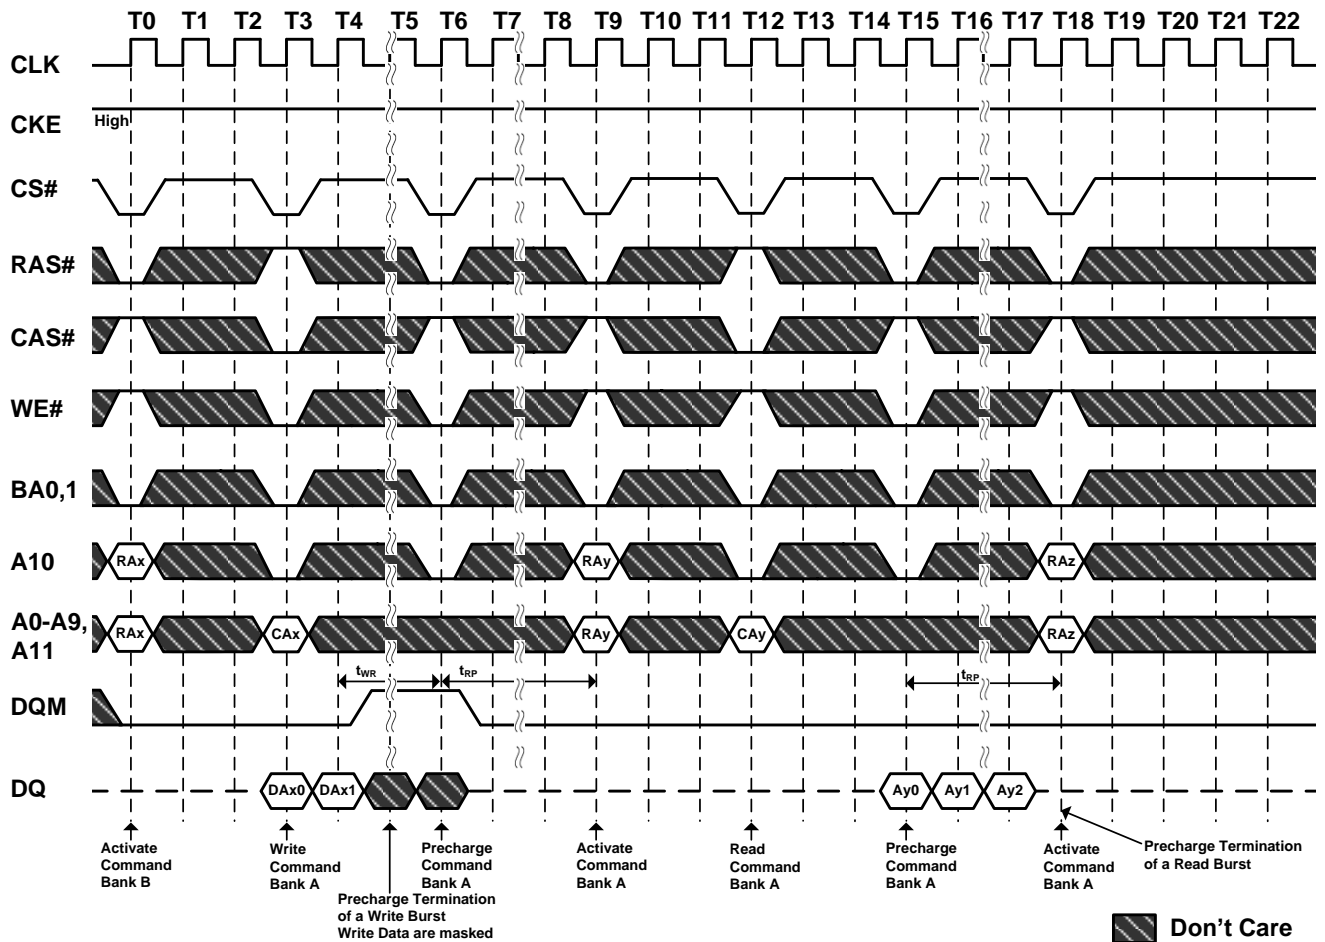 T0 T1 T2 T3 T4 T5 T6 T7 T8 T9 T10 T11 T12 T13 T14 T15 T16 T17 T18 T19 T20 T21 T22
CLK
CKE High
CS#
RAS#
CAS#
WE#
BA0,1
A10 RAx RAy RAz
A0-A9,
A11 RAx CAx RAy CAy RAz
tWR tRP tRP
DQM
DQ DAx0 DAx1 Ay0 Ay1 Ay2
Activate
Command
Bank B
Write
Command
Bank A
Precharge Termination
of a Write Burst
Write Data are masked
Precharge
Command
Bank A
Activate
Command
Bank A
Read
Command
Bank A
Precharge
Command
Bank A
Activate
Command
Bank A
Precharge Termination
of a Read Burst
Don't Care